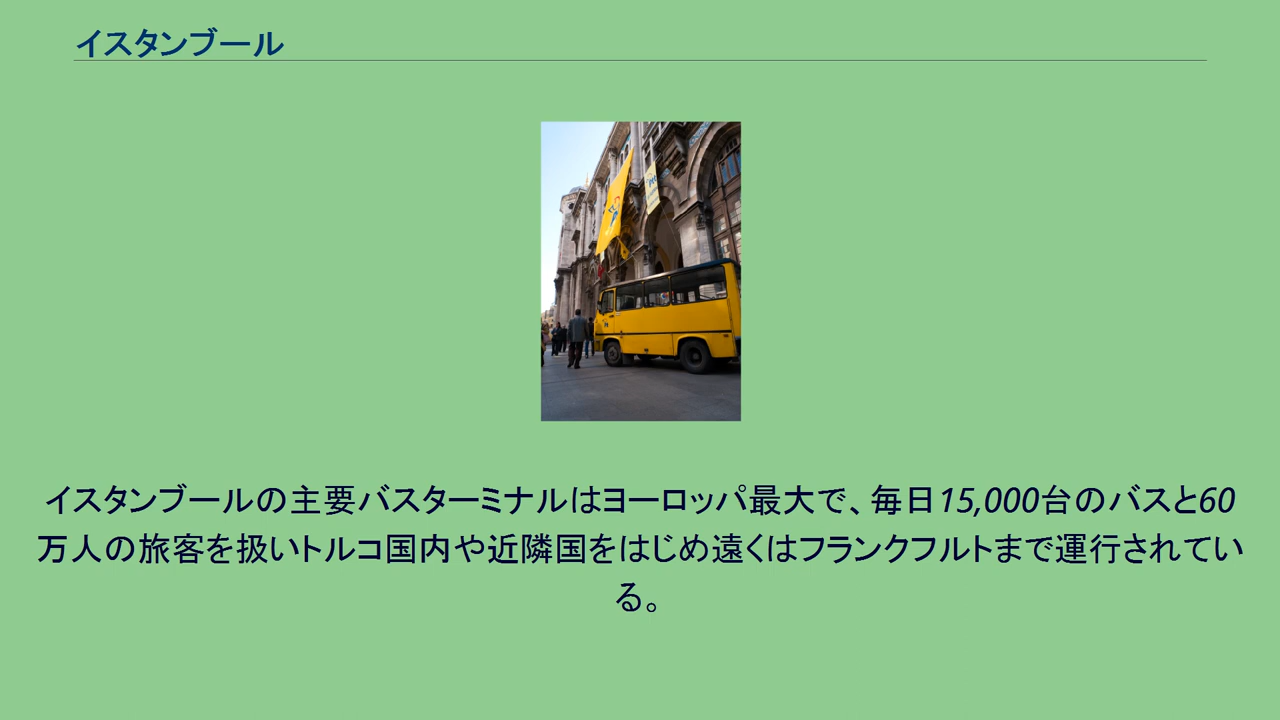 イスタンブール
イスタンブールの主要バスターミナルはヨーロッパ最大で、毎日15,000台のバスと60
万人の旅客を扱いトルコ国内や近隣国をはじめ遠くはフランクフルトまで運行されてい
る。